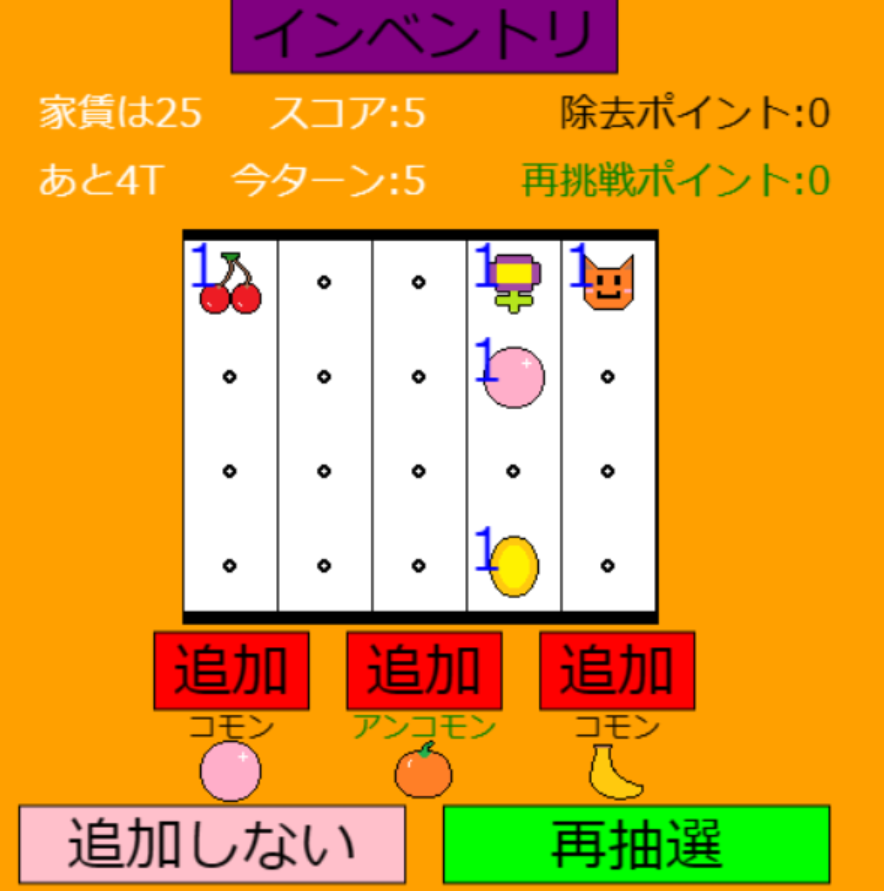 インベントリ
家賃は25 スコア:5 除去ポイント:0
あと4T 今ターン:5 再挑戦ポイント:0
1 1 1
1
1
追加 追加 追加
コモン アンコモン コモン
追加しない 再抽選